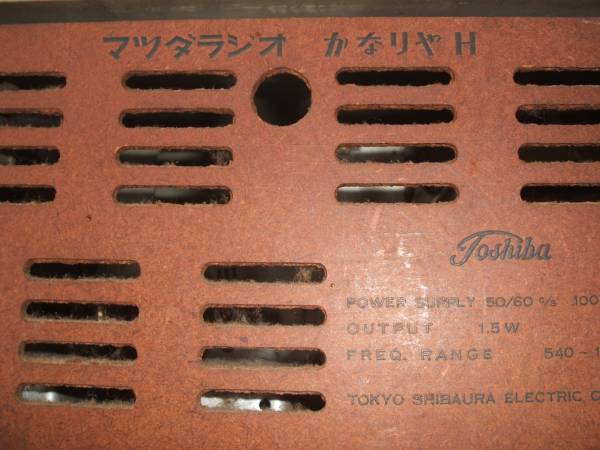 マツダラジオ かなりや H
Toshiba
POWER SUPPLY 50/60 c/s 100
OUTPUT 1.5 W
FREQ. RANGE 540 - 1
TOKYO SHIBAURA ELECTRIC C